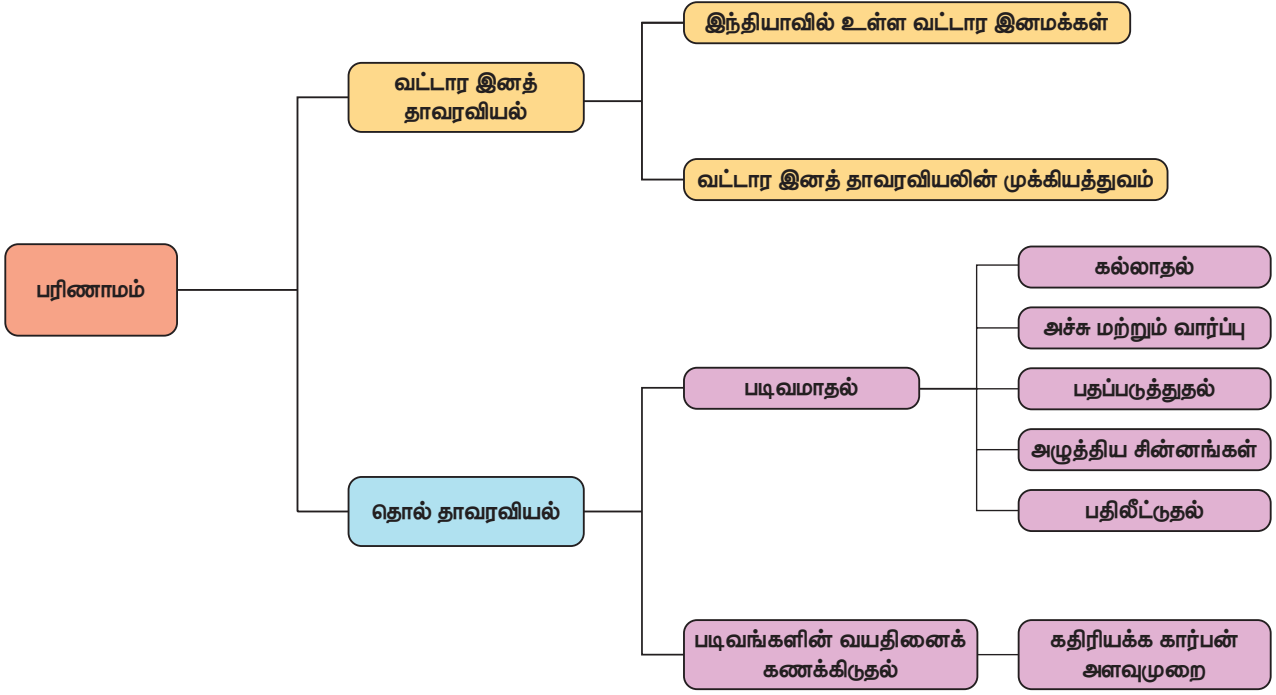 பரிணாமம்
வட்டார இனத்
தாவரவியல்
இந்தியாவில் உள்ள வட்டார இனமக்கள்
வட்டார இனத் தாவரவியலின் முக்கியத்துவம்
தொல் தாவரவியல்
படிவமாதல்
கல்லாதல்
அச்சு மற்றும் வார்ப்பு
பதப்படுத்துதல்
அழுத்திய சின்னங்கள்
பதிலீட்டுதல்
படிவங்களின் வயதினைக்
கணக்கிடுதல்
கதிரியக்க கார்பன்
அளவுமுறை